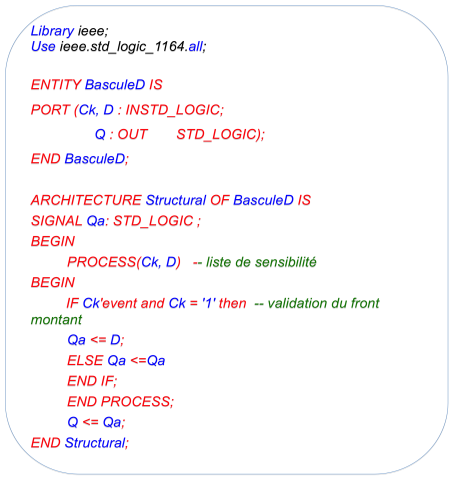 Library ieee;
Use ieee.std_logic_1164.all;
ENTITY BasculeD IS
PORT (Ck, D : INSTD_LOGIC;
Q : OUT STD_LOGIC);
END BasculeD;
ARCHITECTURE Structural OF BasculeD IS
SIGNAL Qa: STD_LOGIC ;
BEGIN
PROCESS(Ck, D) -- liste de sensibilité
BEGIN
IF Ck'event and Ck = '1' then -- validation du front
montant
Qa <= D;
ELSE Qa <=Qa
END IF;
END PROCESS;
Q <= Qa;
END Structural;